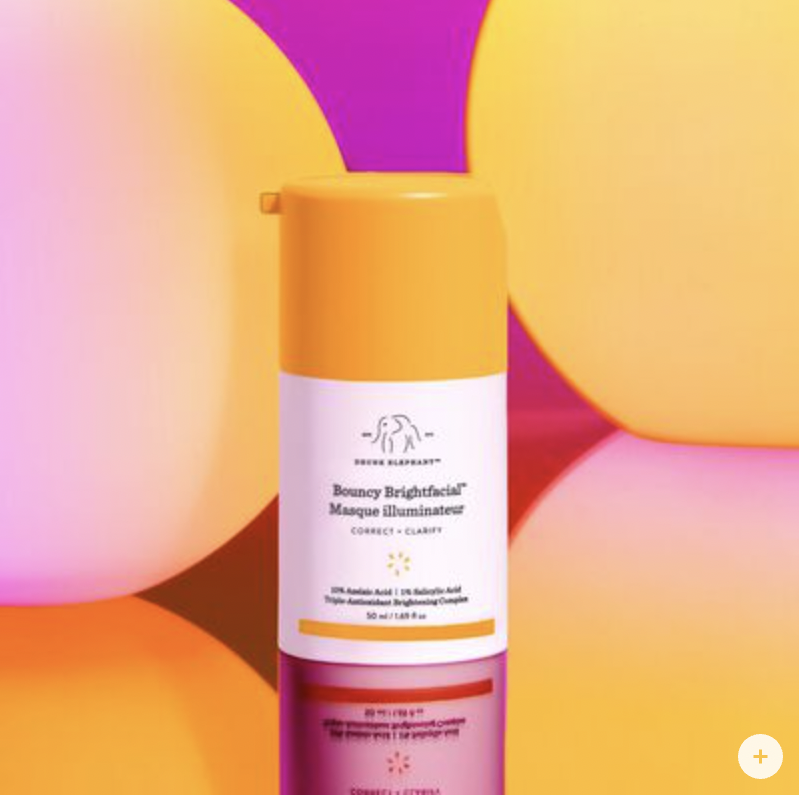 DRUNK ELEPHANT™
Bouncy Brightfacial™
Masque illuminateur
CORRECT + CLARIFY
10% Azelaic Acid | 1% Salicylic Acid
Triple-Antioxidant Brightening Complex
50 ml / 1.69 fl oz